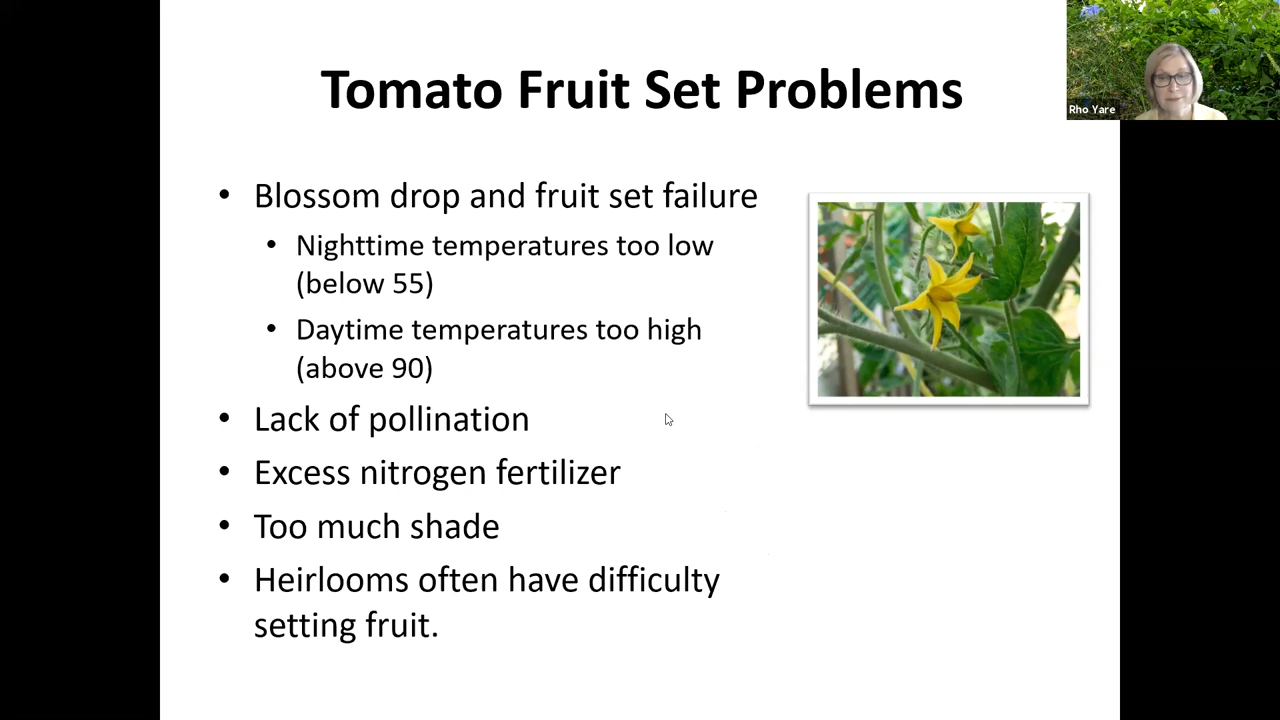 Tomato Fruit Set Problems
Rho Yare
• Blossom drop and fruit set failure
• Nighttime temperatures too low
(below 55)
• Daytime temperatures too high
(above 90)
• Lack of pollination
• Excess nitrogen fertilizer
• Too much shade
• Heirlooms often have difficulty
setting fruit.